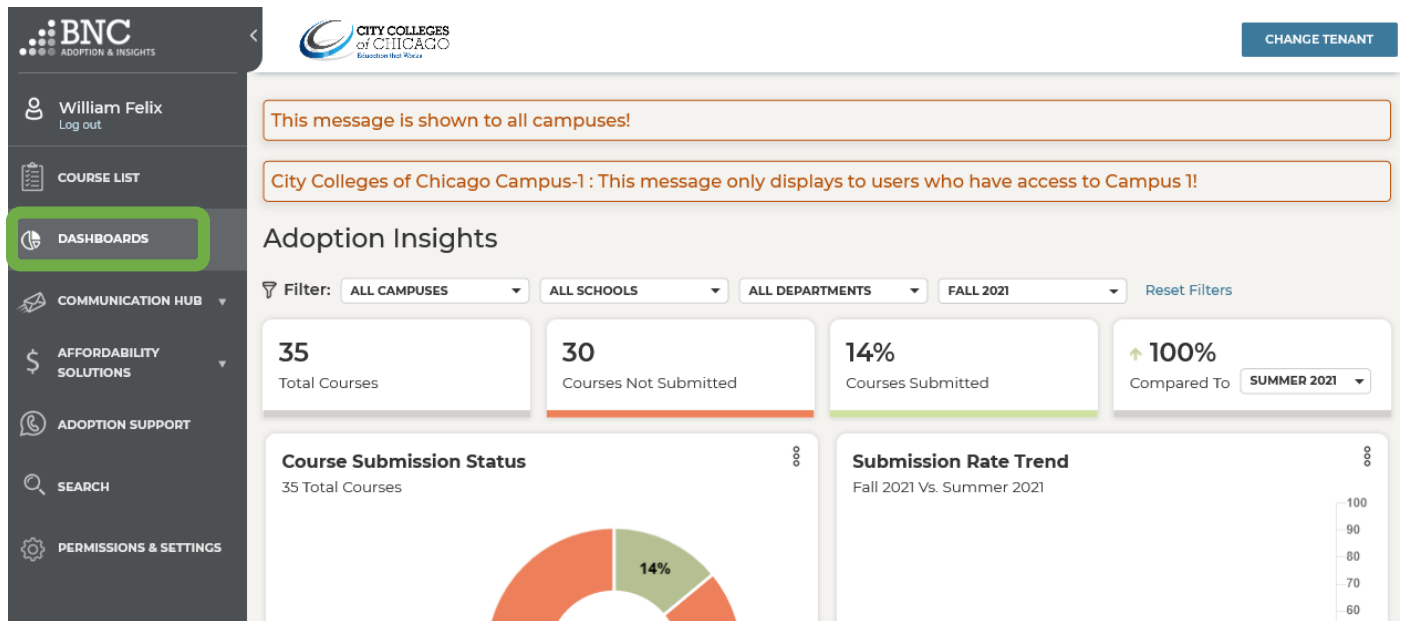 BNC
ADOPTION & INSIGHTS
William Felix
Log out
COURSE LIST
DASHBOARDS
COMMUNICATION HUB
AFFORDABILITY
SOLUTIONS
ADOPTION SUPPORT
SEARCH
PERMISSIONS & SETTINGS
CITY COLLEGES
of CHICAGO
Education that Works
CHANGE TENANT
This message is shown to all campuses!
City Colleges of Chicago Campus-1 : This message only displays to users who have access to Campus 1!
Adoption Insights
Filter: ALL CAMPUSES ALL SCHOOLS ALL DEPARTMENTS FALL 2021 Reset Filters
35
Total Courses
30
Courses Not Submitted
14%
Courses Submitted
100%
Compared To SUMMER 2021
Course Submission Status
35 Total Courses
14%
Submission Rate Trend
Fall 2021 Vs. Summer 2021
100
90
80
70
60